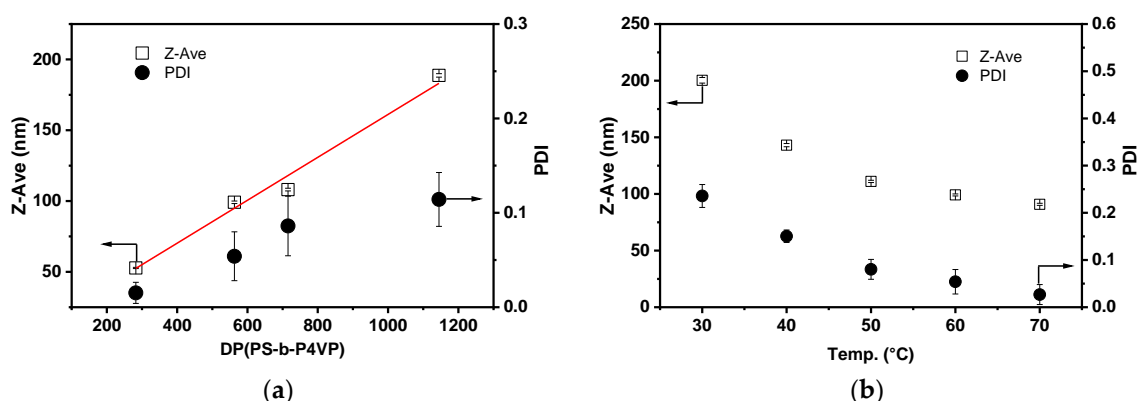 Z-Ave
PDI
200
150
100
50
Z-Ave (nm)
0.3
0.2
0.1
0.0
PDI
200 400 600 800 1000 1200
DP(PS-b-P4VP)
(a)
Z-Ave
PDI
250
200
150
100
50
0
Z-Ave (nm)
0.6
0.5
0.4
0.3
0.2
0.1
0.0
PDI
30 40 50 60 70
Temp. (°C)
(b)